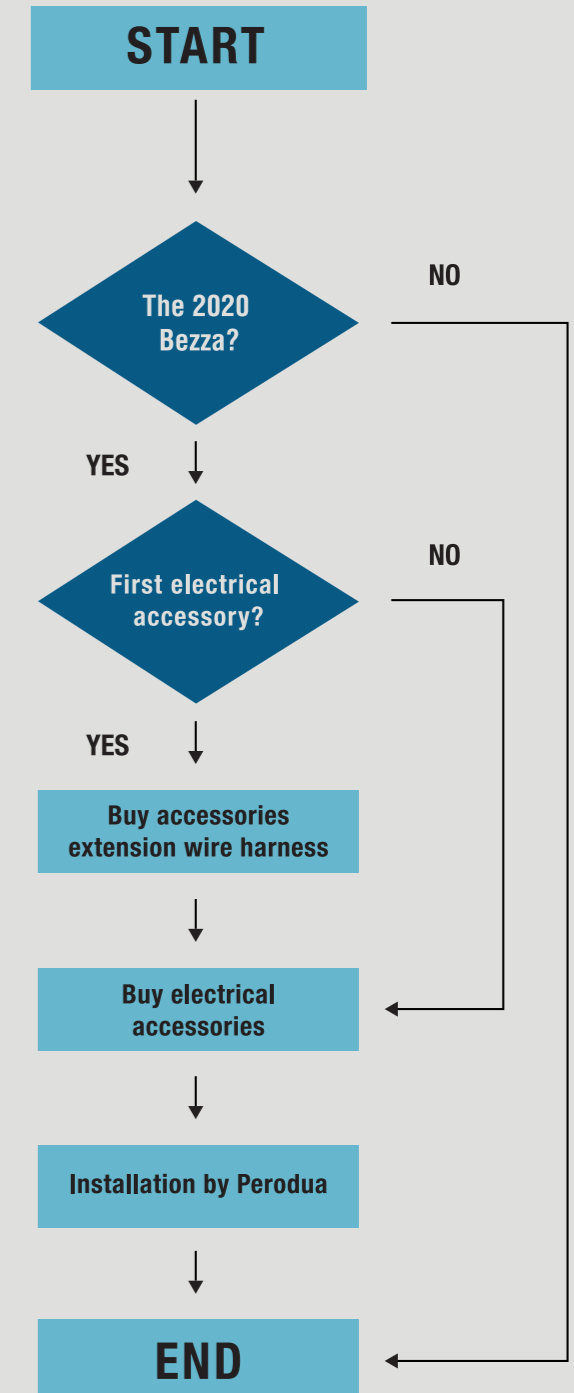 START
The 2020
Bezza?
NO
YES
First electrical
accessory?
NO
YES
Buy accessories
extension wire harness
Buy electrical
accessories
Installation by Perodua
END